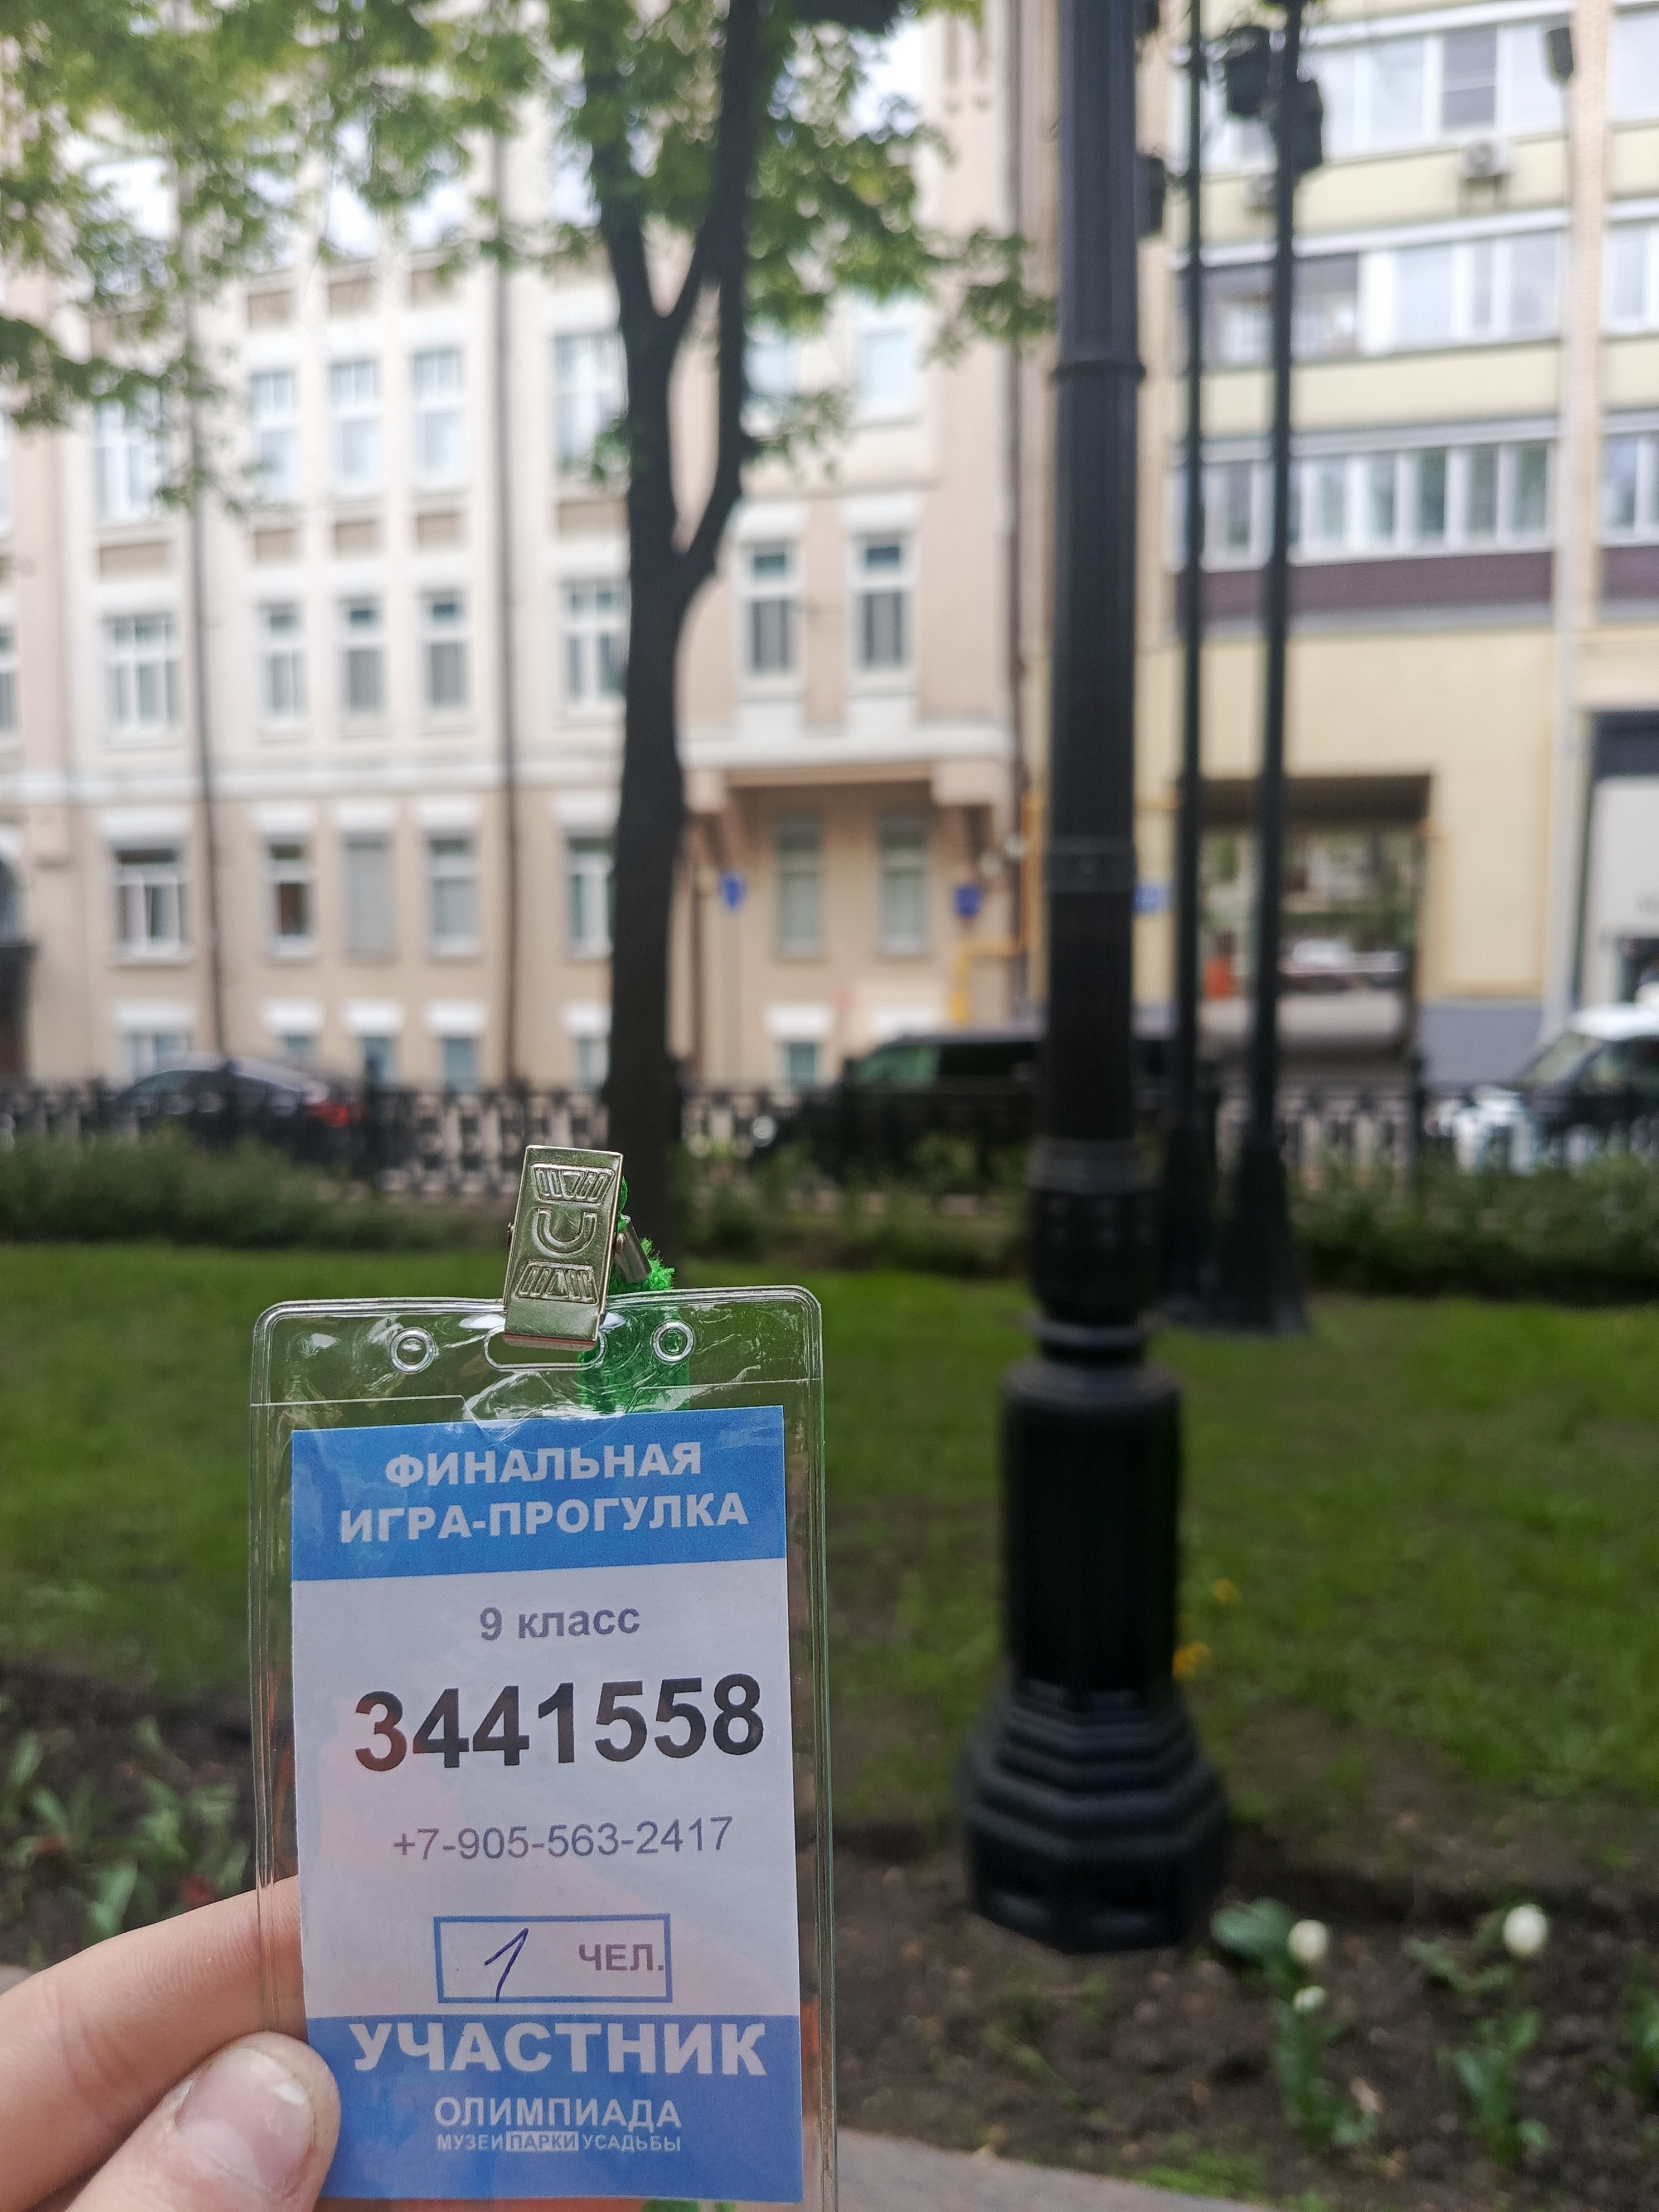 ФИНАЛЬНАЯ
ИГРА-ПРОГУЛКА
9 класс
3441558
+7-905-563-2417
1 ЧЕЛ.
УЧАСТНИК
ОЛИМПИАДА
МУЗЕИ ПАРКИ УСАДЬБЫ